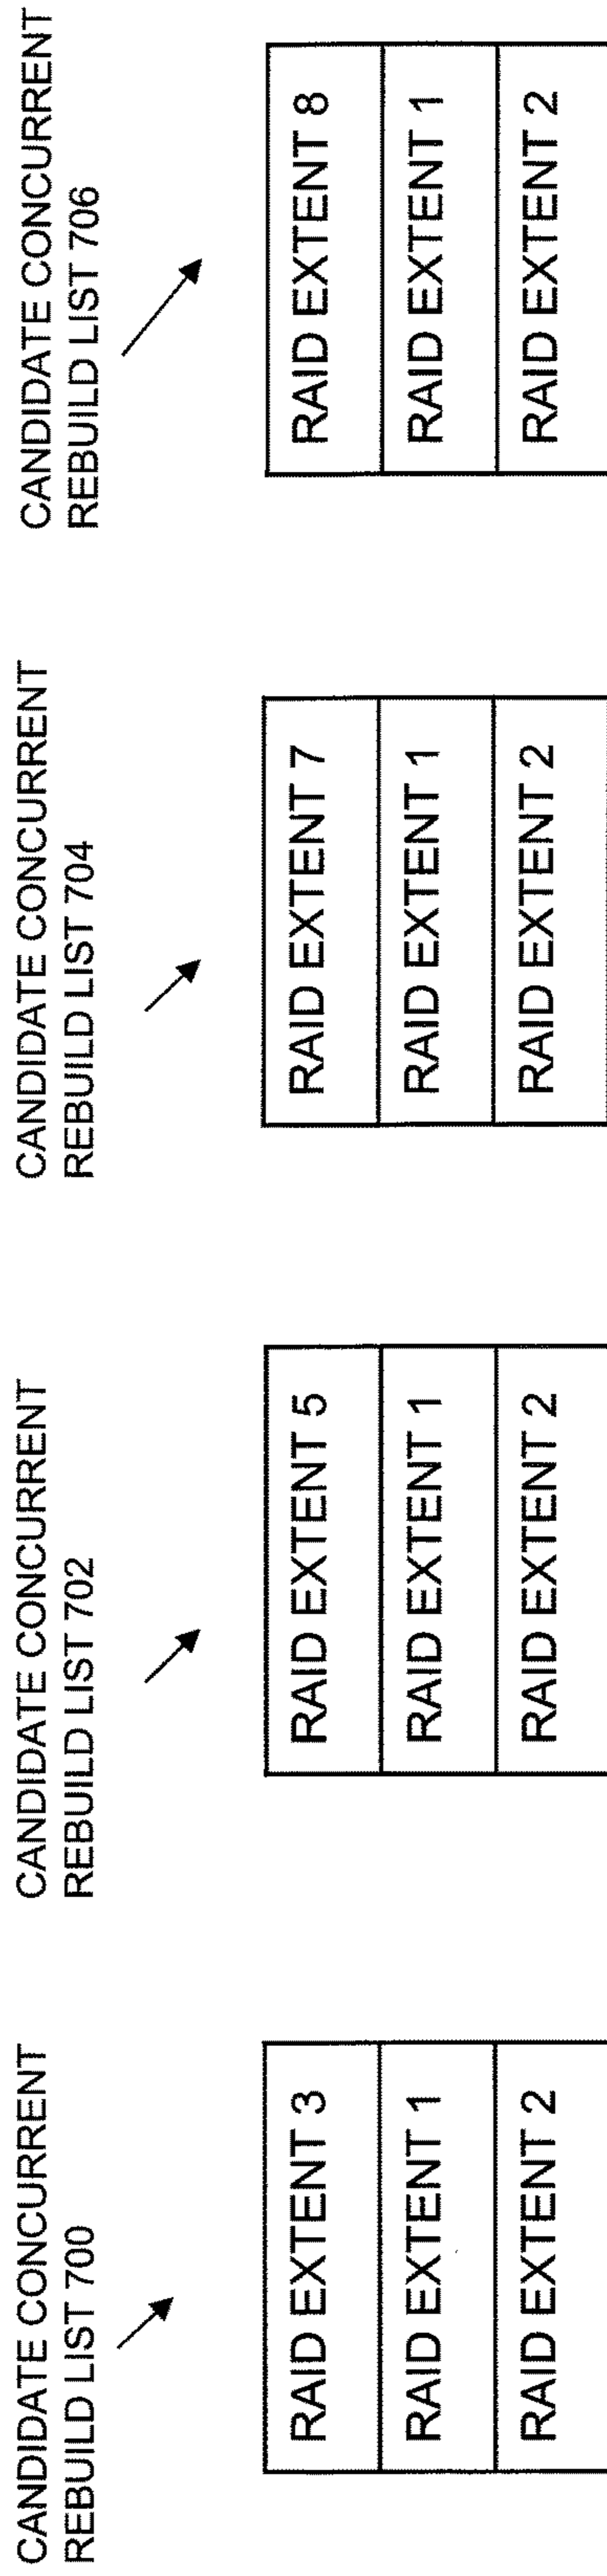 CANDIDATE CONCURRENT
REBUILD LIST 700
RAID EXTENT 3
RAID EXTENT 1
RAID EXTENT 2
CANDIDATE CONCURRENT
REBUILD LIST 702
RAID EXTENT 5
RAID EXTENT 1
RAID EXTENT 2
CANDIDATE CONCURRENT
REBUILD LIST 704
RAID EXTENT 7
RAID EXTENT 1
RAID EXTENT 2
CANDIDATE CONCURRENT
REBUILD LIST 706
RAID EXTENT 8
RAID EXTENT 1
RAID EXTENT 2